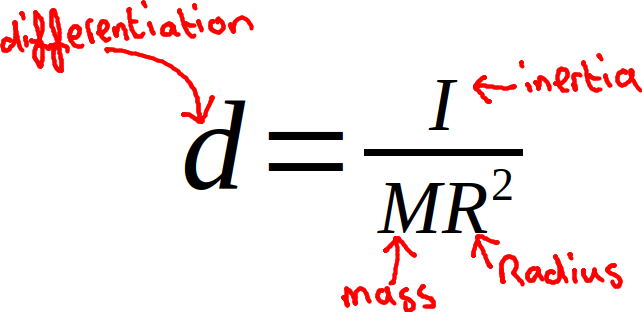 differentiation
d = I / MR²
inertia
mass
Radius